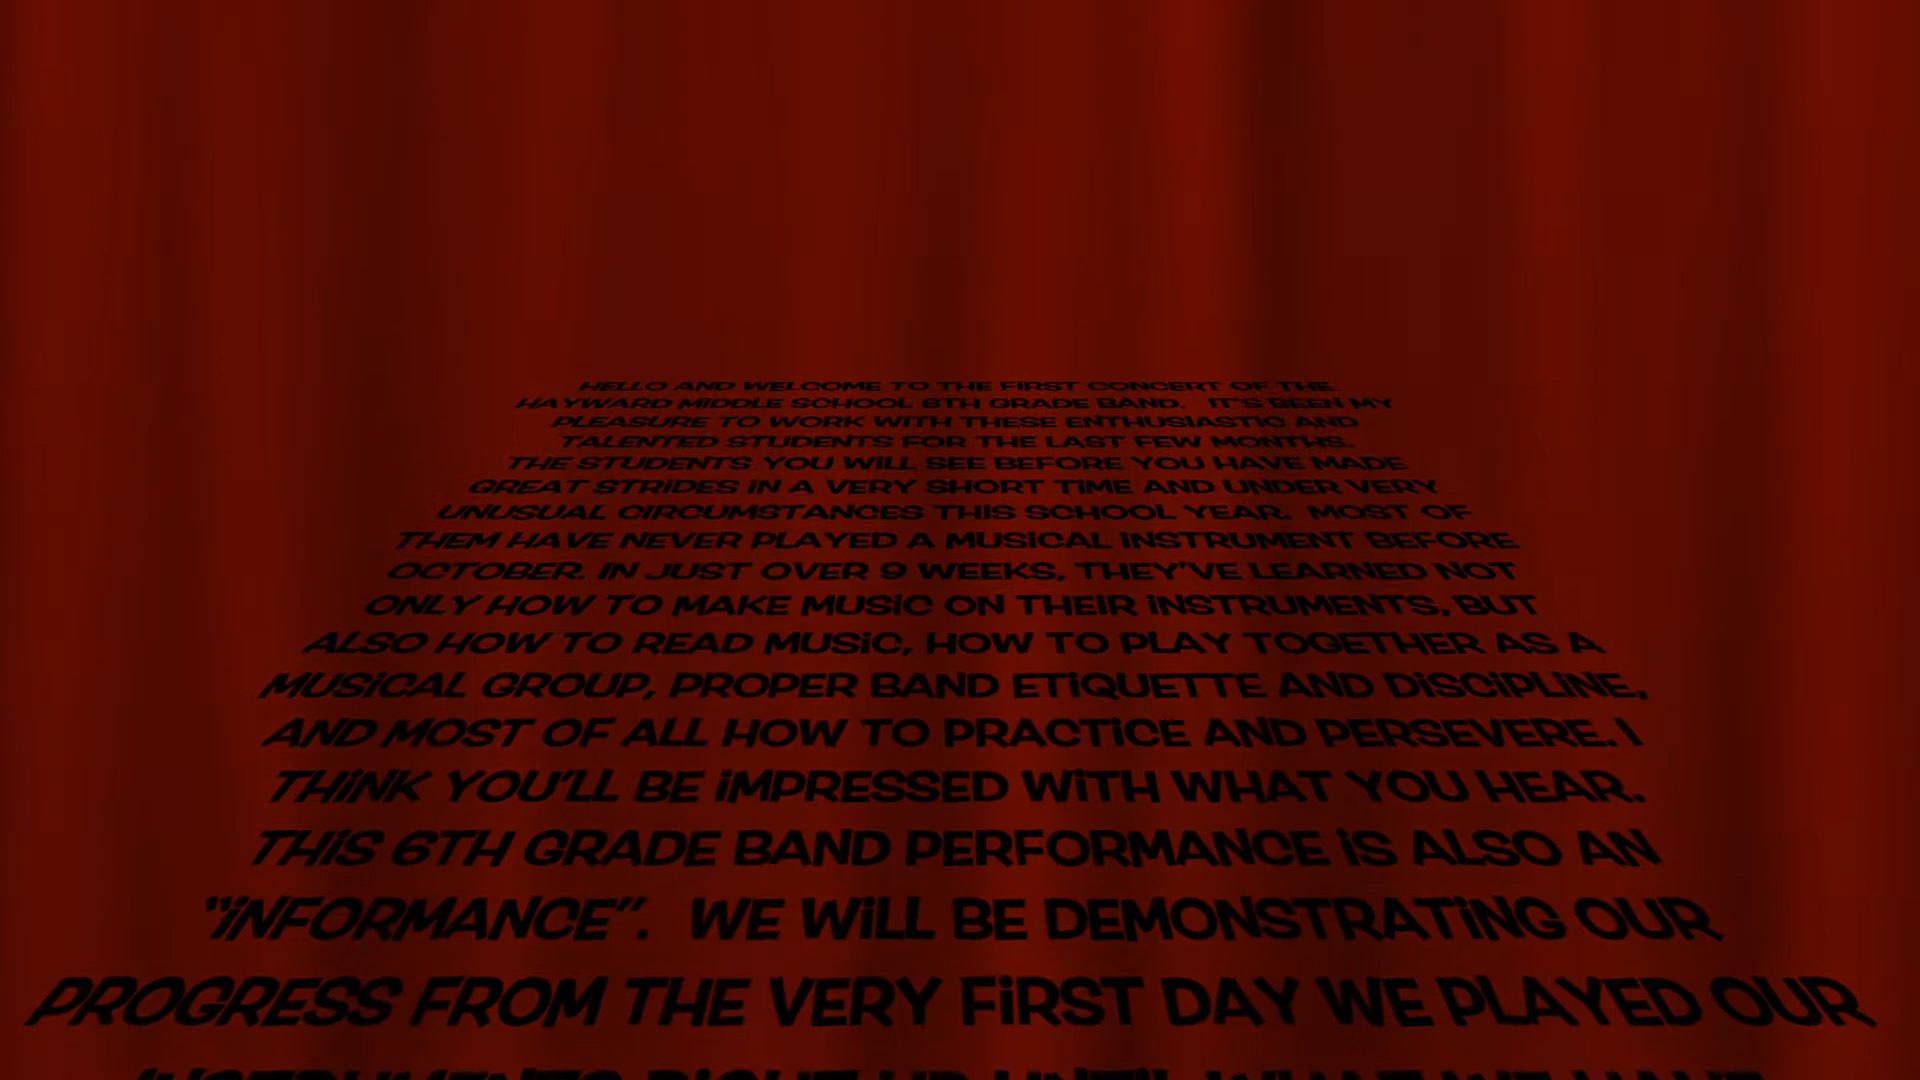 HELLO AND WELCOME TO THE FIRST CONCERT OF THE
HAYWARD MIDDLE SCHOOL 6TH GRADE BAND. IT'S BEEN MY
PLEASURE TO WORK WITH THESE ENTHUSIASTIC AND
TALENTED STUDENTS FOR THE LAST FEW MONTHS.
THE STUDENTS YOU WILL SEE BEFORE YOU HAVE MADE
GREAT STRIDES IN A VERY SHORT TIME AND UNDER VERY
UNUSUAL CIRCUMSTANCES THIS SCHOOL YEAR. MOST OF
THEM HAVE NEVER PLAYED A MUSICAL INSTRUMENT BEFORE
OCTOBER. IN JUST OVER 9 WEEKS, THEY'VE LEARNED NOT
ONLY HOW TO MAKE MUSIC ON THEIR INSTRUMENTS, BUT
ALSO HOW TO READ MUSIC, HOW TO PLAY TOGETHER AS A
MUSICAL GROUP, PROPER BAND ETIQUETTE AND DISCIPLINE,
AND MOST OF ALL HOW TO PRACTICE AND PERSEVERE. I
THINK YOU'LL BE IMPRESSED WITH WHAT YOU HEAR.
THIS 6TH GRADE BAND PERFORMANCE IS ALSO AN
"INFORMANCE". WE WILL BE DEMONSTRATING OUR
PROGRESS FROM THE VERY FIRST DAY WE PLAYED OUR